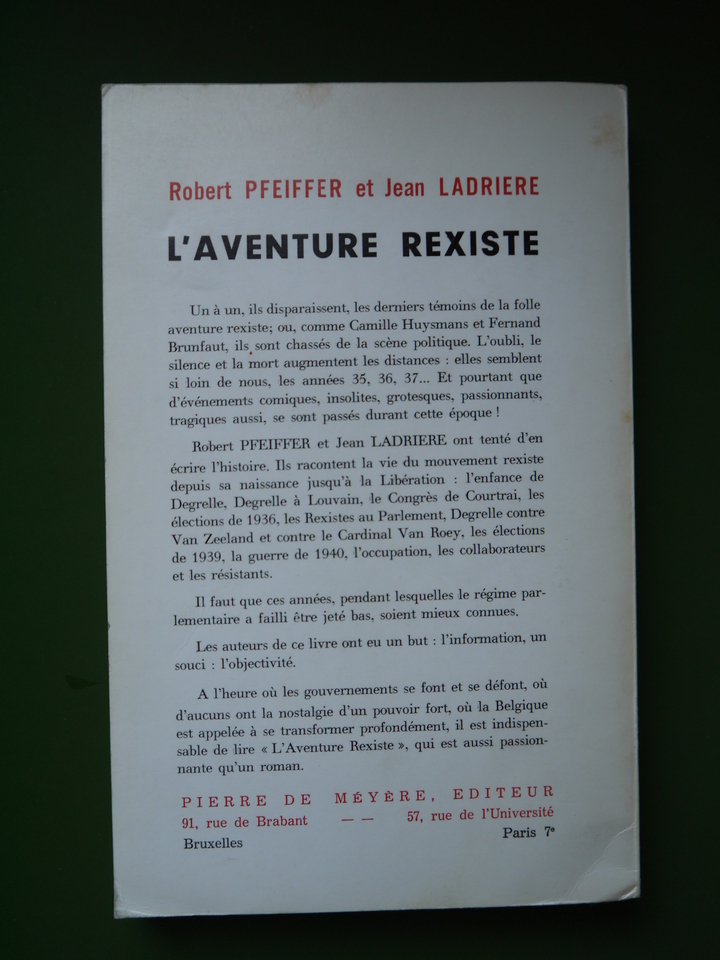 Robert PFEIFFER et Jean LADRIERE
L'AVENTURE REXISTE
Un à un, ils disparaissent, les derniers témoins de la folle
aventure rexiste; ou, comme Camille Huysmans et Fernand
Brunfaut, ils sont chassés de la scène politique. L'oubli, le
silence et la mort augmentent les distances : elles semblent
si loin de nous, les années 35, 36, 37... Et pourtant que
d'événements comiques, insolites, grotesques, passionnants,
tragiques aussi, se sont passés durant cette époque !
Robert PFEIFFER et Jean LADRIERE ont tenté d'en
écrire l'histoire. Ils racontent la vie du mouvement rexiste
depuis sa naissance jusqu'à la Libération : l'enfance de
Degrelle, Degrelle à Louvain, le Congrès de Courtrai, les
élections de 1936, les Rexistes au Parlement, Degrelle contre
Van Zeeland et contre le Cardinal Van Roey, les élections
de 1939, la guerre de 1940, l'occupation, les collaborateurs
et les résistants.
Il faut que ces années, pendant lesquelles le régime par-
lementaire a failli être jeté bas, soient mieux connues.
Les auteurs de ce livre ont eu un but : l'information, un
souci : l'objectivité.
A l'heure où les gouvernements se font et se défont, où
d'aucuns ont la nostalgie d'un pouvoir fort, où la Belgique
est appelée à se transformer profondément, il est indispen-
sable de lire « L'Aventure Rexiste », qui est aussi passion-
nante qu'un roman.
PIERRE DE MÉYÈRE, EDITEUR
91, rue de Brabant — — 57, rue de l'Université
Bruxelles Paris 7e